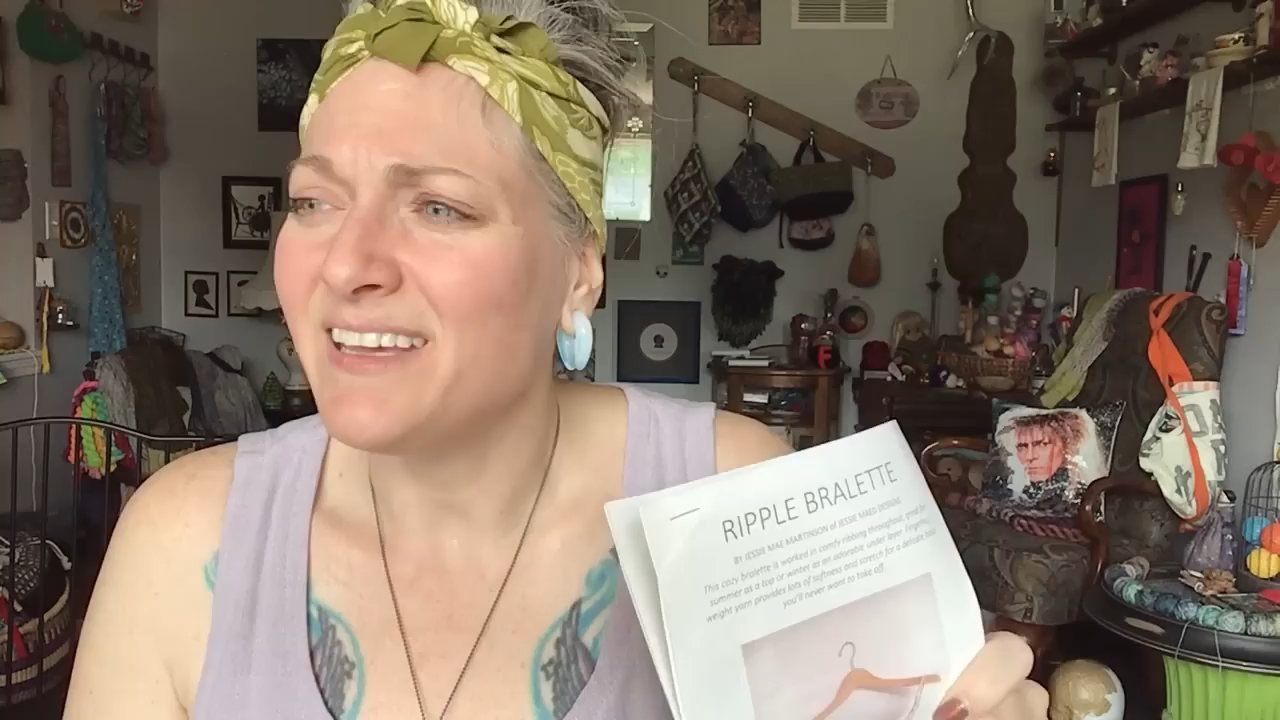 RIPPLE BRALETTE
BY JESSIE MAE MARTINSON of JESSIE MAED DESIGNS
This cozy bralette is worked in comfy ribbing throughout, great for
summer as a top or winter as an adorable under layer. Fingering
weight yarn provides lots of softness and stretch for a delicate
you'll never want to take off.